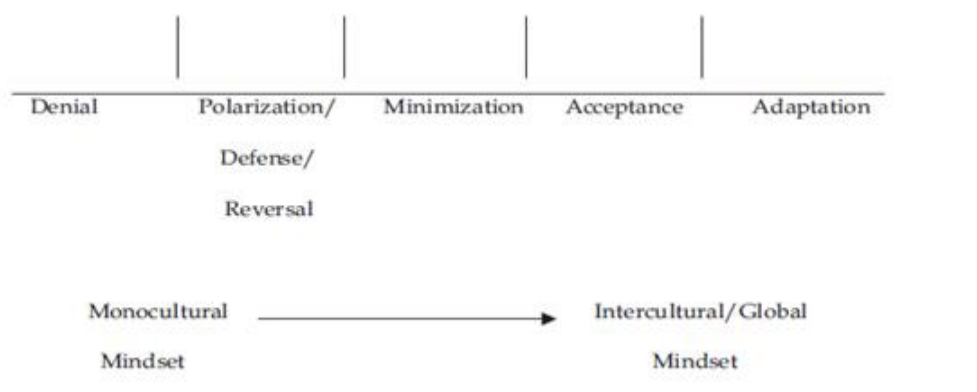 Denial Polarization/ Minimization Acceptance Adaptation
Defense/
Reversal
Monocultural Intercultural/Global
Mindset Mindset